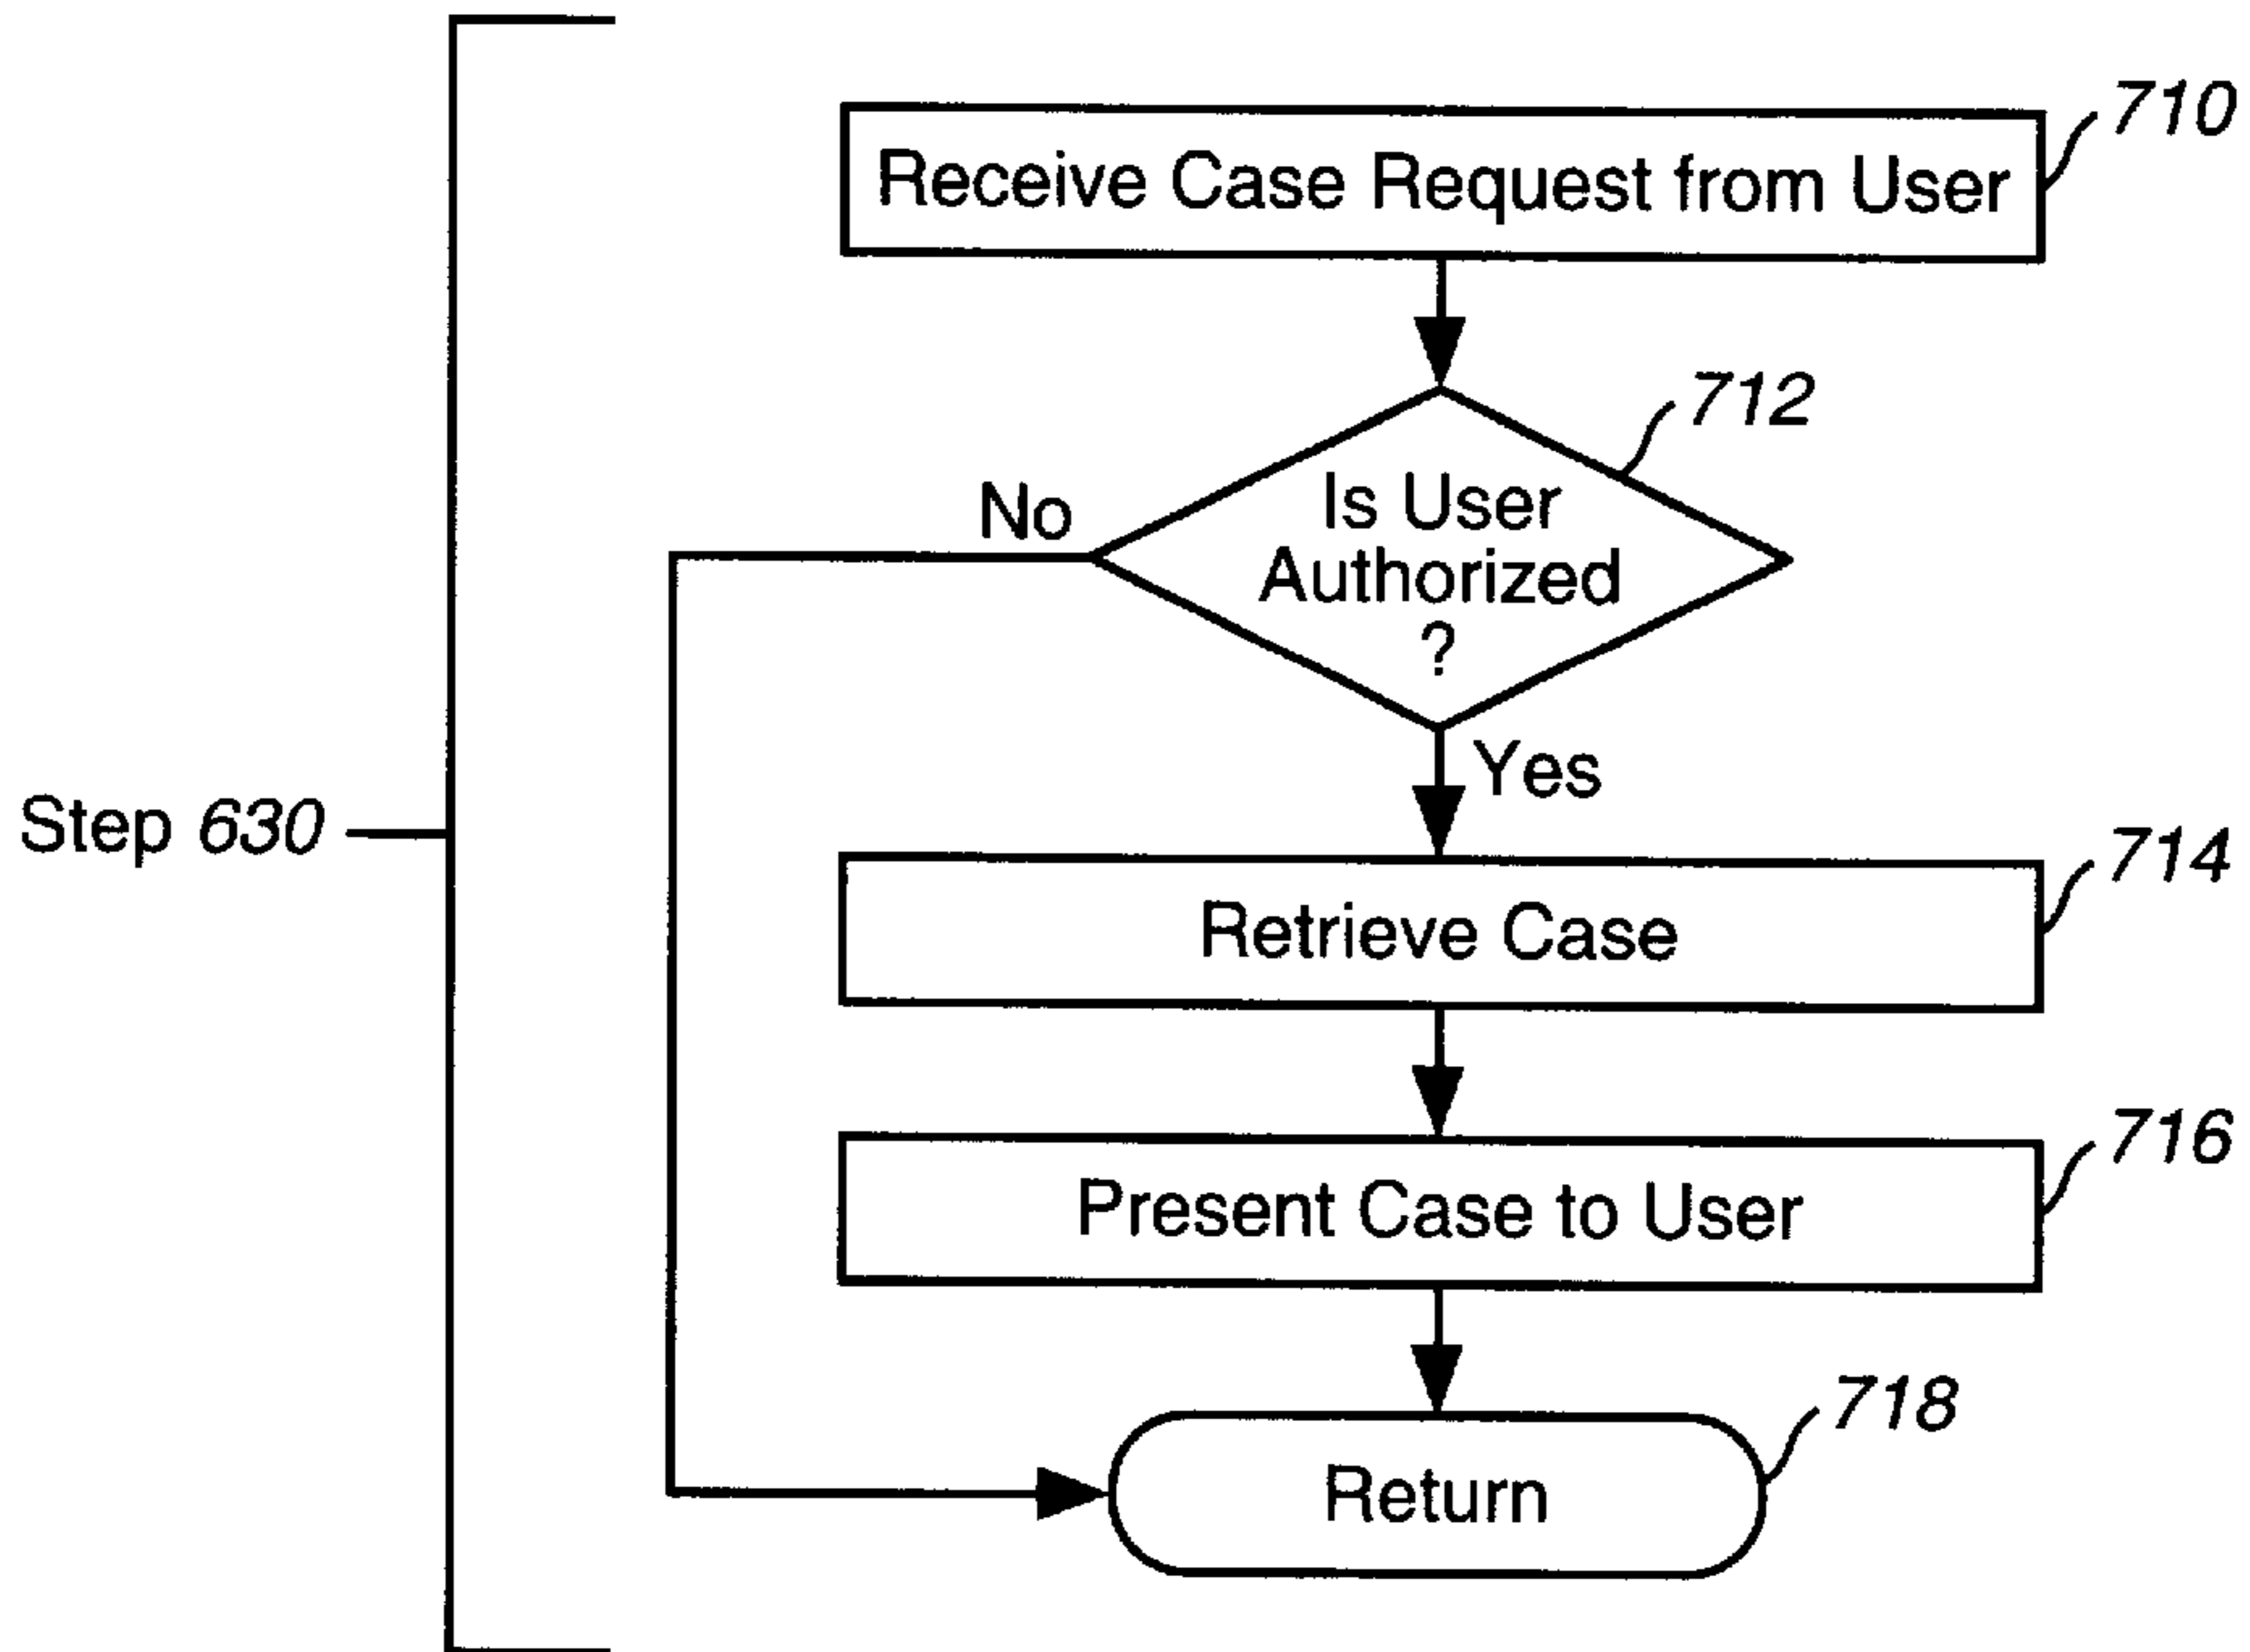 710
Receive Case Request from User
712
Is User
Authorized
?
No
Yes
Step 630
714
Retrieve Case
716
Present Case to User
718
Return